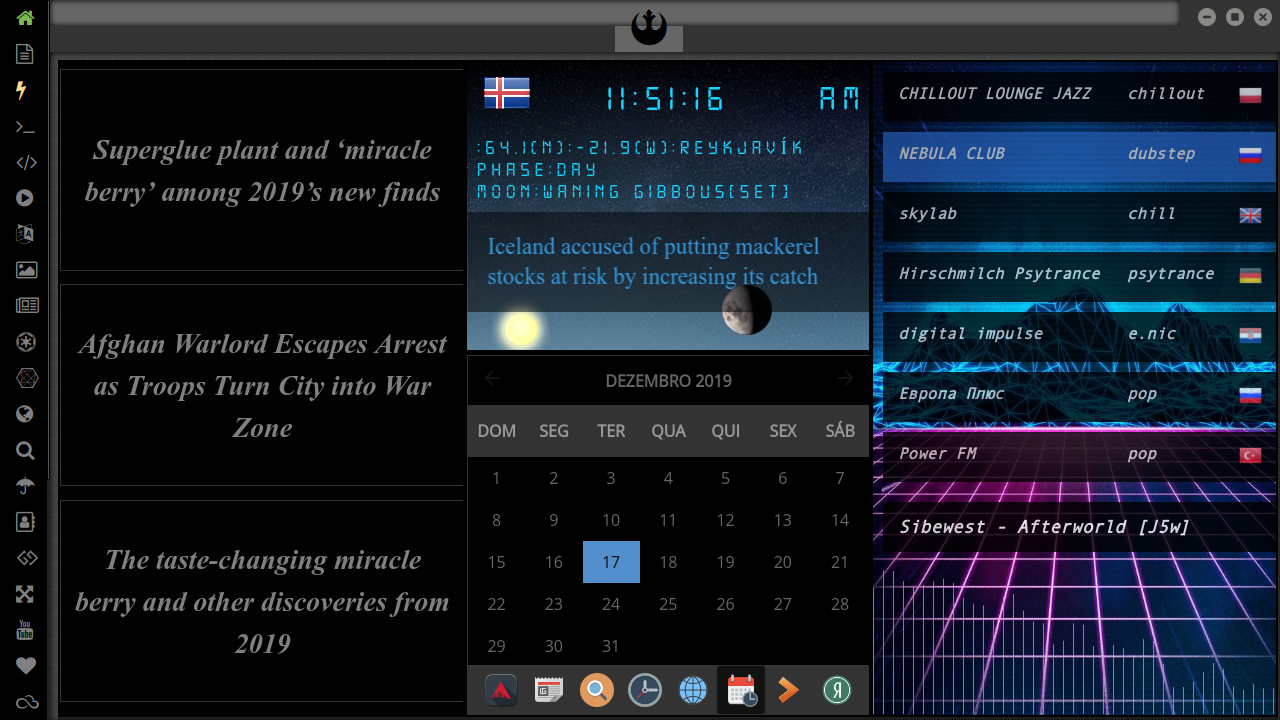 Superglue plant and ‘miracle
berry’ among 2019’s new finds
Afghan Warlord Escapes Arrest
as Troops Turn City into War
Zone
The taste-changing miracle
berry and other discoveries from
2019
11:51:16 AM
:64.1(N):-21.9(W):REYKJAVÍK
PHASE:DAY
MOON:WANING GIBBOUS(SET)
Iceland accused of putting mackerel
stocks at risk by increasing its catch
DEZEMBRO 2019
DOM SEG TER QUA QUI SEX SÁB
1 2 3 4 5 6 7
8 9 10 11 12 13 14
15 16 17 18 19 20 21
22 23 24 25 26 27 28
29 30 31
CHILLOUT LOUNGE JAZZ chillout
NEBULA CLUB dubstep
skylab chill
Hirschmilch Psytrance psytrance
digital impulse e.nic
Европа Плюс pop
Power FM pop
Sibewest - Afterworld [J5w]
You
Tube